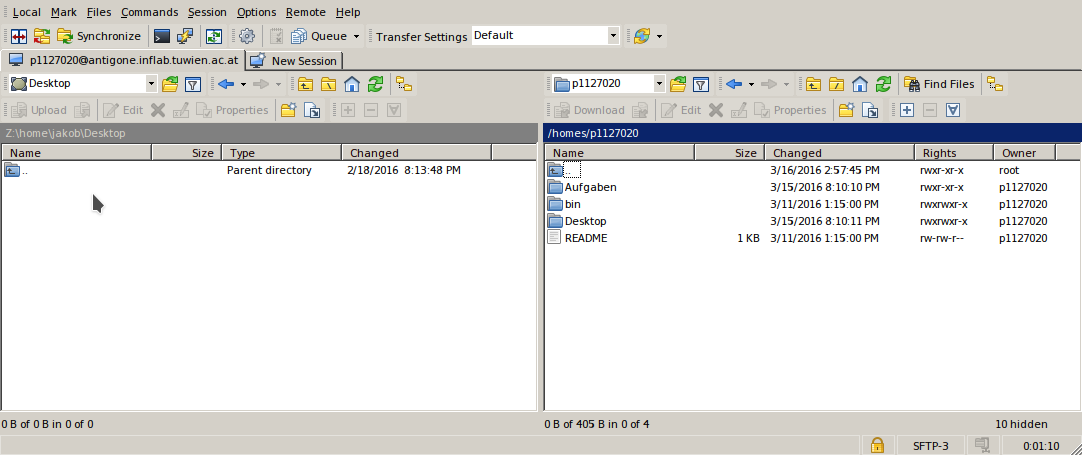 Local Mark Files Commands Session Options Remote Help
Synchronize Queue Transfer Settings Default
p1127020@antigone.inflab.tuwien.ac.at New Session
Desktop p1127020 Find Files
Upload Edit Properties Download Edit Properties
Z:\home\jakob\Desktop /homes/p1127020
Name Size Type Changed Name Size Changed Rights Owner
.. Parent directory 2/18/2016 8:13:48 PM .. 3/16/2016 2:57:45 PM rwxr-xr-x root
Aufgaben 3/15/2016 8:10:10 PM rwxr-xr-x p1127020
bin 3/11/2016 1:15:00 PM rwxrwxr-x p1127020
Desktop 3/15/2016 8:10:11 PM rwxrwxr-x p1127020
README 1 KB 3/11/2016 1:15:00 PM rw-rw-r-- p1127020
0 B of 0 B in 0 of 0 0 B of 405 B in 0 of 4 10 hidden
SFTP-3 0:01:10